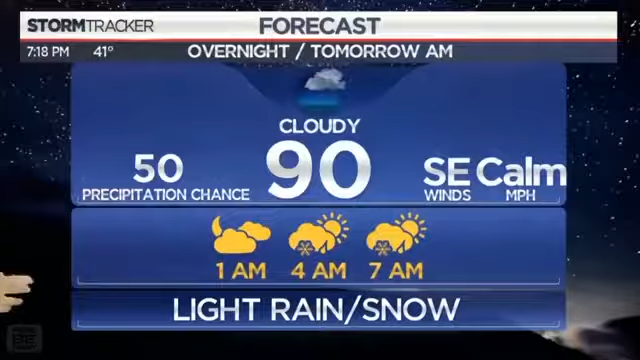 STORMTRACKER
FORECAST
7:18 PM 41° OVERNIGHT / TOMORROW AM
CLOUDY
50
PRECIPITATION CHANCE
90
SE Calm
WINDS MPH
1 AM 4 AM 7 AM
LIGHT RAIN/SNOW